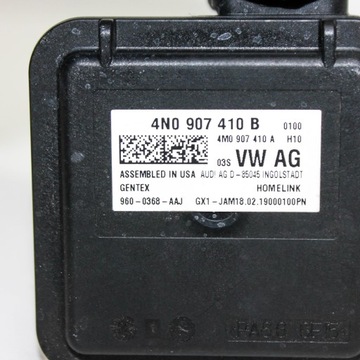 4N0 907 410 B 0100
4M0 907 410 A H10
03S VW AG
ASSEMBLED IN USA AUDI AG D-85045 INGOLSTADT
GENTEX HOMELINK
960-0368-AAJ GX1-JAM18.02.19000100PN